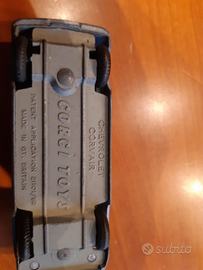 CHEVROLET
CORVAIR
CORGI TOYS
PATENT APPLICATION
MADE IN GT. BRITAIN
subito